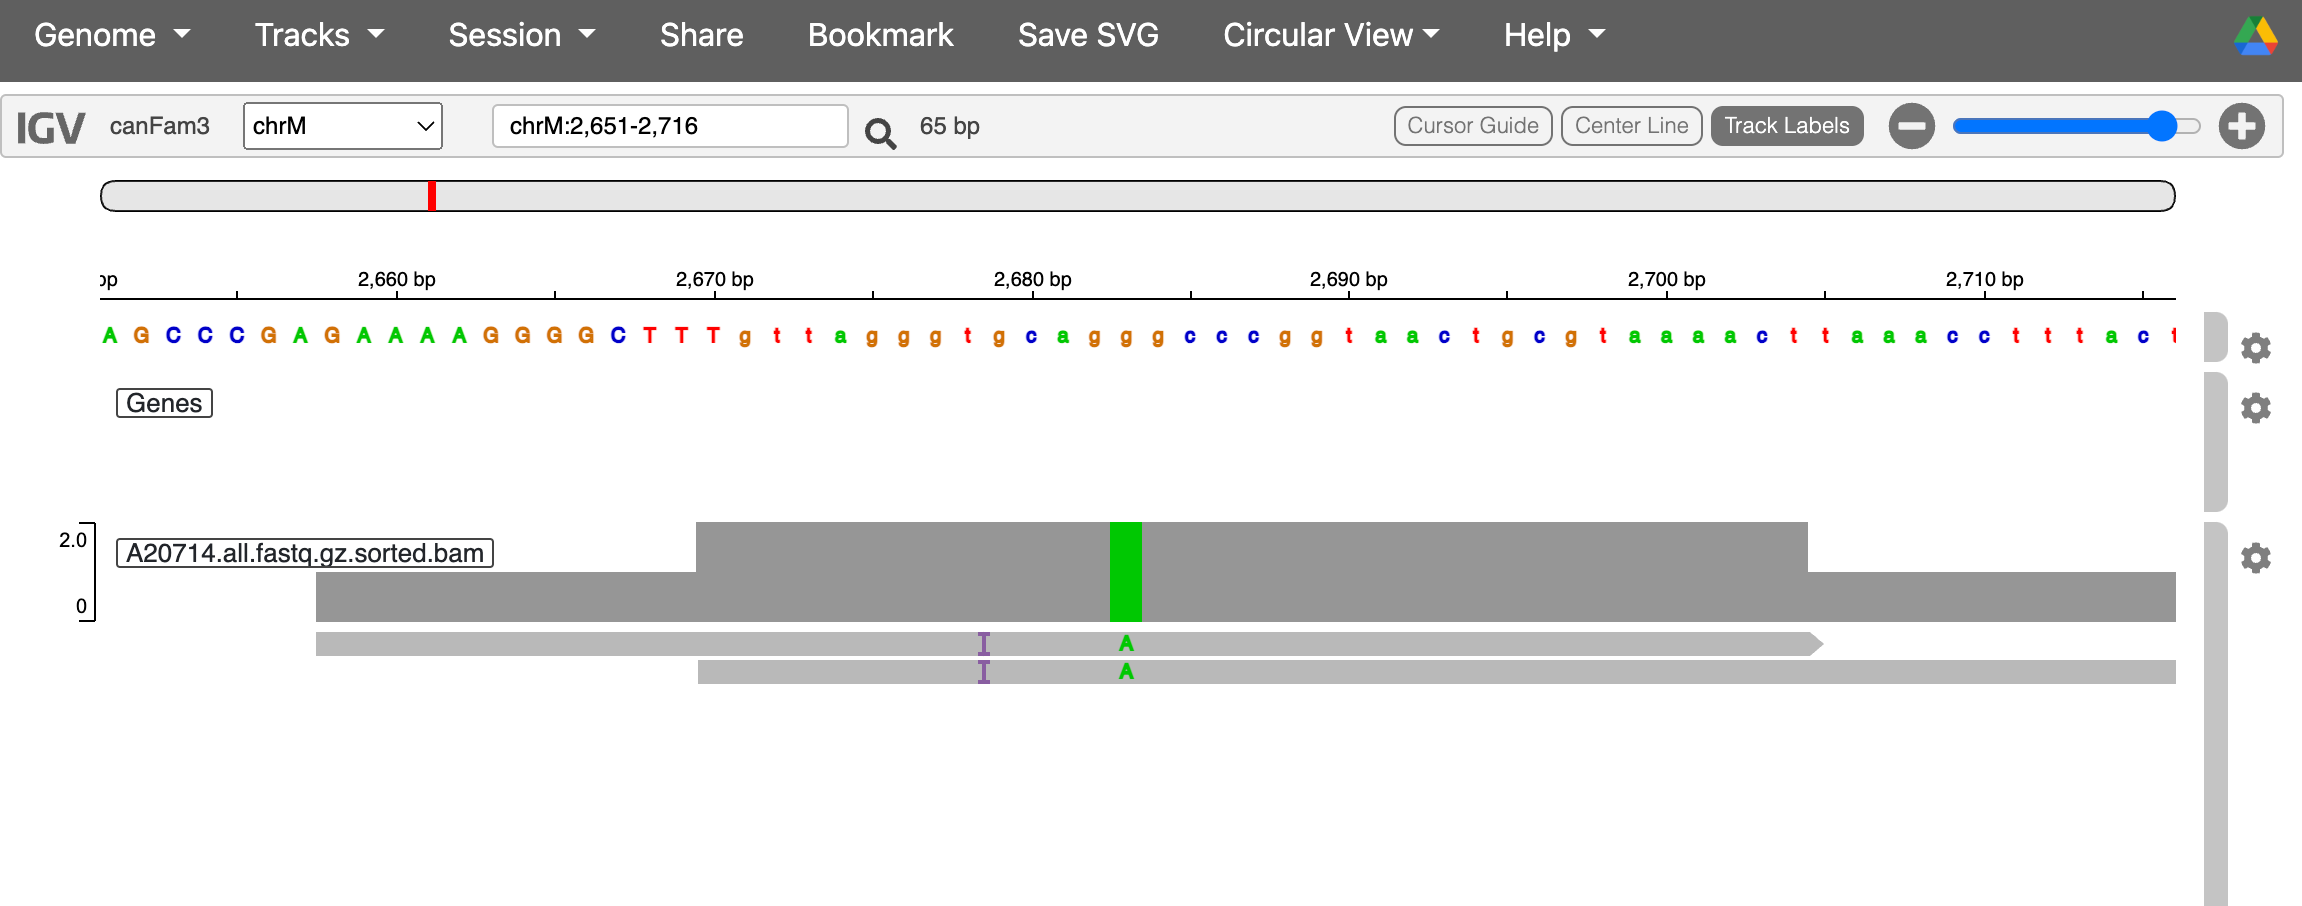 Genome Tracks Session Share Bookmark Save SVG Circular View Help
IGV canFam3 chrM chrM:2,651-2,716 65 bp Cursor Guide Center Line Track Labels
bp 2,660 bp 2,670 bp 2,680 bp 2,690 bp 2,700 bp 2,710 bp
A G C C C G A G A A A A G G G G C T T T g t t a g g g t g c a g g g c c c g g t a a c t g c g t a a a a c t t a a a c c t t t a c t
Genes
2.0
A20714.all.fastq.gz.sorted.bam
0
A
A